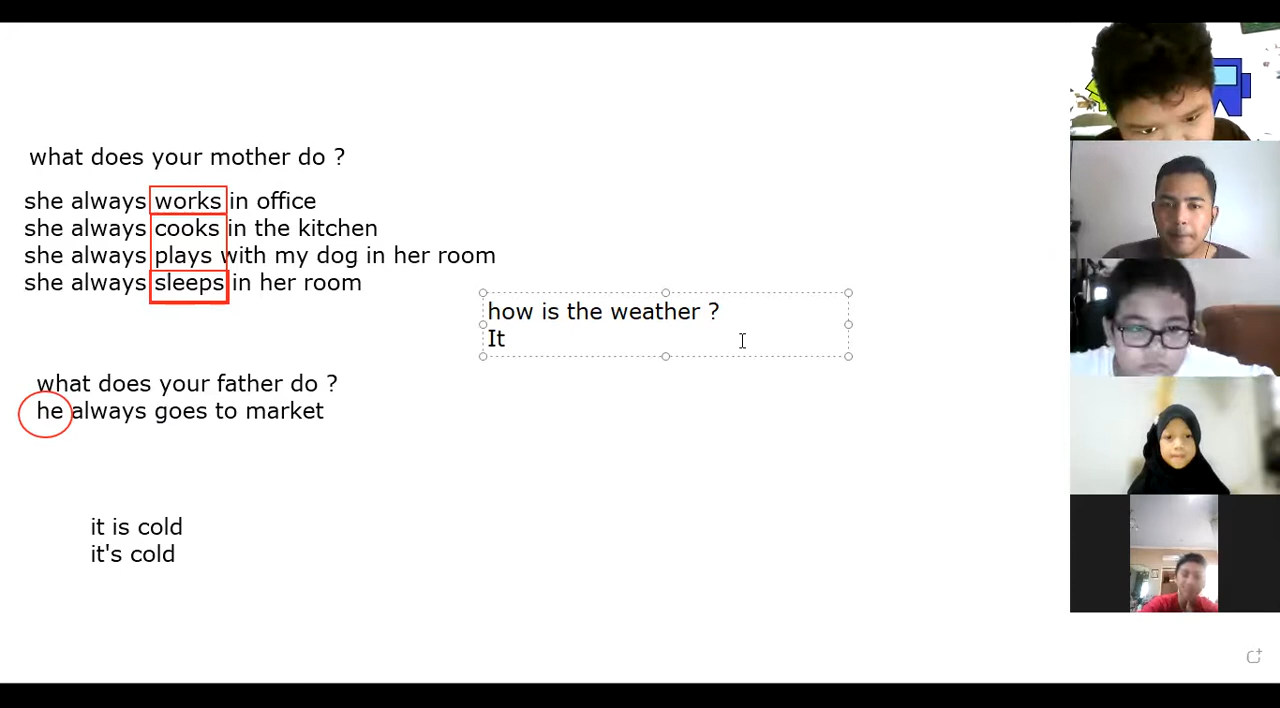 what does your mother do ?
she always works in office
she always cooks in the kitchen
she always plays with my dog in her room
she always sleeps in her room
how is the weather ?
It
what does your father do ?
he always goes to market
it is cold
it's cold